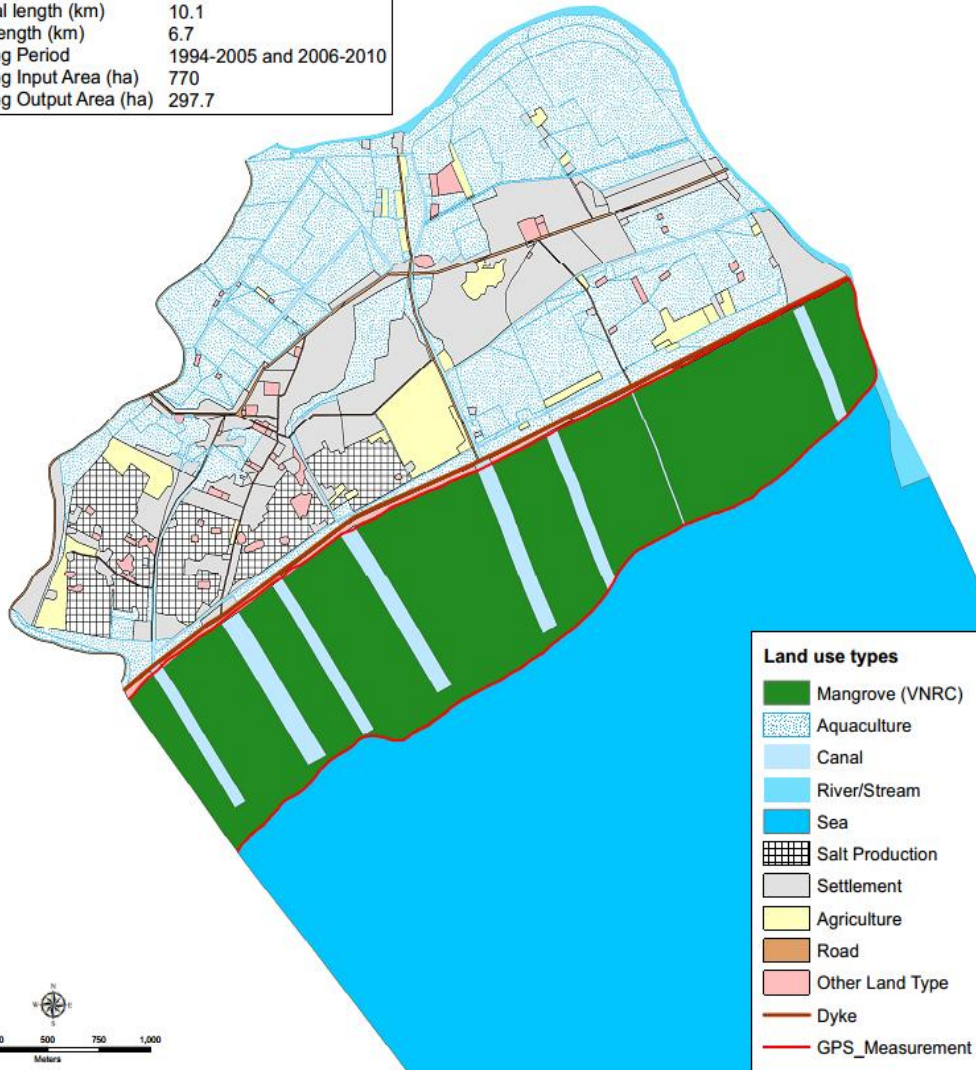 length (km) 10.1
length (km) 6.7
Period 1994-2005 and 2006-2010
Input Area (ha) 770
Output Area (ha) 297.7
Land use types
Mangrove (VNRC)
Aquaculture
Canal
River/Stream
Sea
Salt Production
Settlement
Agriculture
Road
Other Land Type
Dyke
GPS_Measurement
N
W E
S
500 750 1,000
Meters